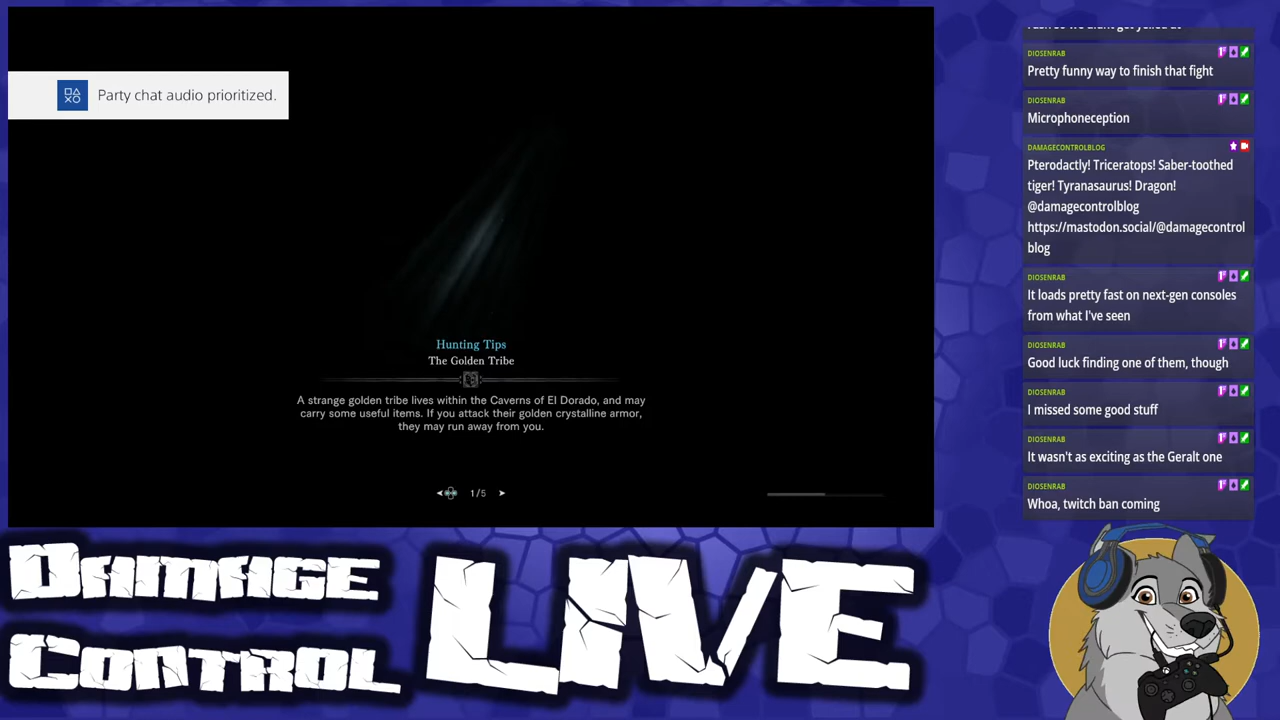 Party chat audio prioritized.
Hunting Tips
The Golden Tribe
A strange golden tribe lives within the Caverns of El Dorado, and may
carry some useful items. If you attack their golden crystalline armor,
they may run away from you.
1/5
DIOSENRAB
Pretty funny way to finish that fight
DIOSENRAB
Microphoneception
DAMAGECONTROLBLOG
Pterodactly! Triceratops! Saber-toothed
tiger! Tyranasaurus! Dragon!
@damagecontrolblog
https://mastodon.social/@damagecontrol
blog
DIOSENRAB
It loads pretty fast on next-gen consoles
from what I've seen
DIOSENRAB
Good luck finding one of them, though
DIOSENRAB
I missed some good stuff
DIOSENRAB
It wasn't as exciting as the Geralt one
DIOSENRAB
Whoa, twitch ban coming
DAMAGE
CONTROL
LIVE